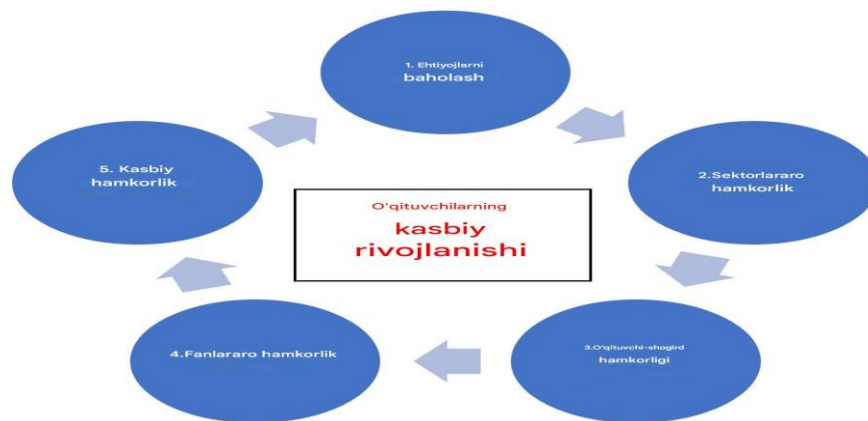 1. Ehtiyojlarni
baholash
2.Sektorlararo
hamkorlik
3.O'qituvchi-shogird
hamkorligi
4.Fanlararo hamkorlik
5. Kasbiy
hamkorlik
O'qituvchilarning
kasbiy
rivojlanishi